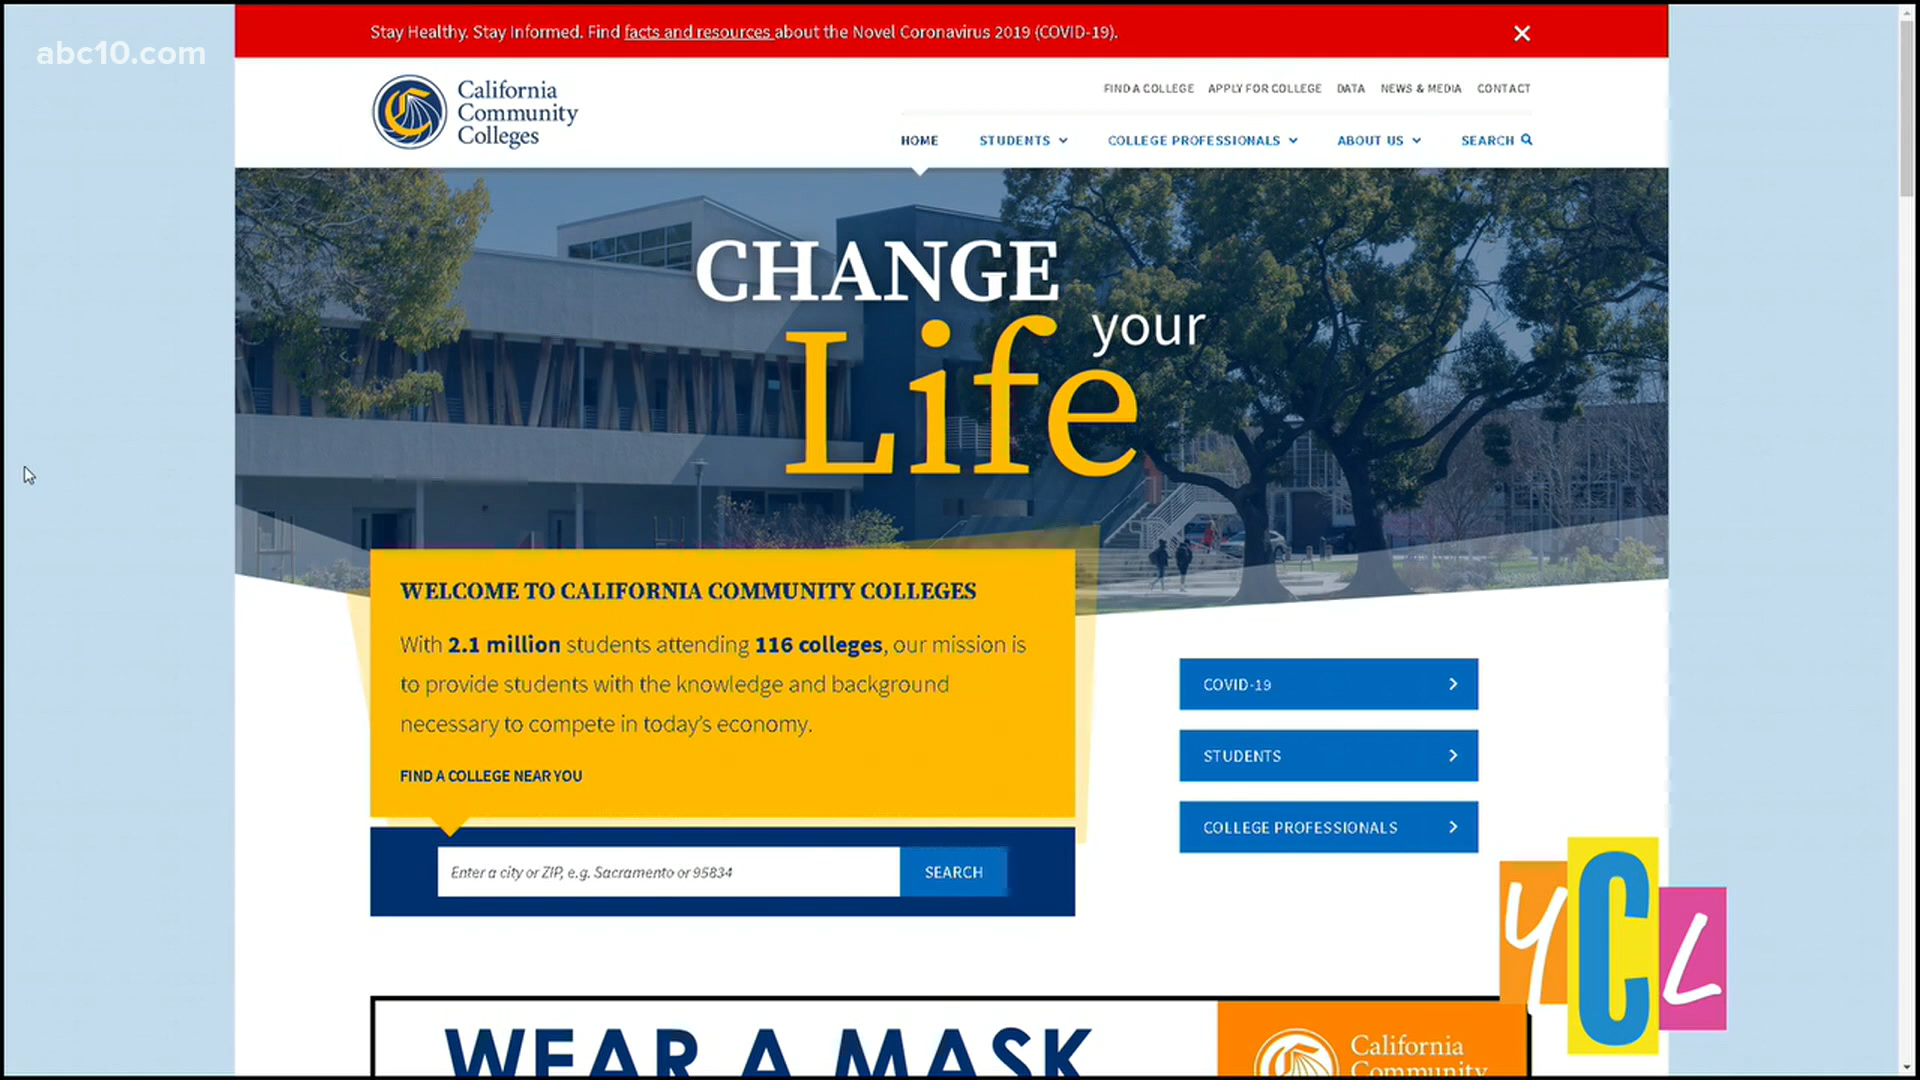 abc10.com
Stay Healthy. Stay Informed. Find facts and resources about the Novel Coronavirus 2019 (COVID-19).
California
Community
Colleges
FIND A COLLEGE APPLY FOR COLLEGE DATA NEWS & MEDIA CONTACT
HOME STUDENTS COLLEGE PROFESSIONALS ABOUT US SEARCH
CHANGE
your
Life
WELCOME TO CALIFORNIA COMMUNITY COLLEGES
With 2.1 million students attending 116 colleges, our mission is
to provide students with the knowledge and background
necessary to compete in today's economy.
FIND A COLLEGE NEAR YOU
Enter a city or ZIP, e.g. Sacramento or 95834 SEARCH
COVID-19
STUDENTS
COLLEGE PROFESSIONALS
YCL
WEAR A MASK
California
Community